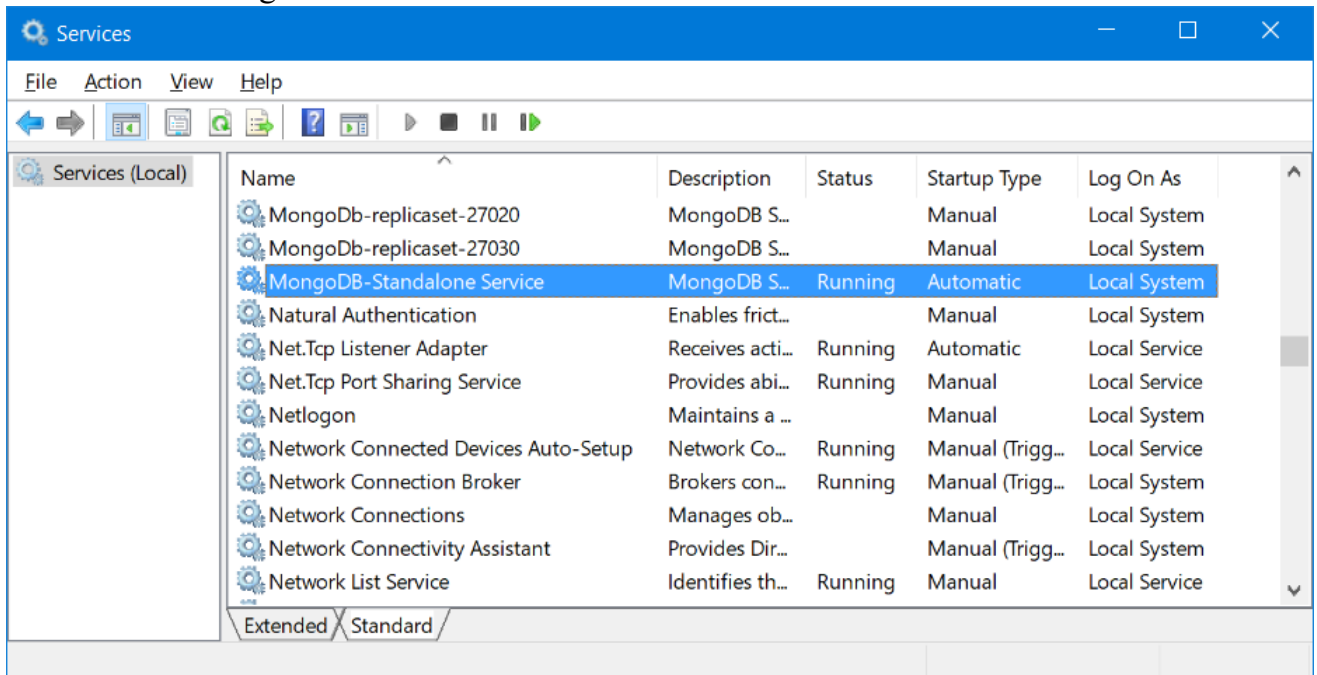 Services
File Action View Help
Services (Local)
Name Description Status Startup Type Log On As
MongoDb-replicaset-27020 MongoDB S... Manual Local System
MongoDb-replicaset-27030 MongoDB S... Manual Local System
MongoDB-Standalone Service MongoDB S... Running Automatic Local System
Natural Authentication Enables frict... Manual Local System
Net.Tcp Listener Adapter Receives acti... Running Automatic Local Service
Net.Tcp Port Sharing Service Provides abi... Running Manual Local Service
Netlogon Maintains a ... Manual Local System
Network Connected Devices Auto-Setup Network Co... Running Manual (Trigg... Local Service
Network Connection Broker Brokers con... Running Manual (Trigg... Local System
Network Connections Manages ob... Manual Local System
Network Connectivity Assistant Provides Dir... Manual (Trigg... Local System
Network List Service Identifies th... Running Manual Local Service
Extended Standard